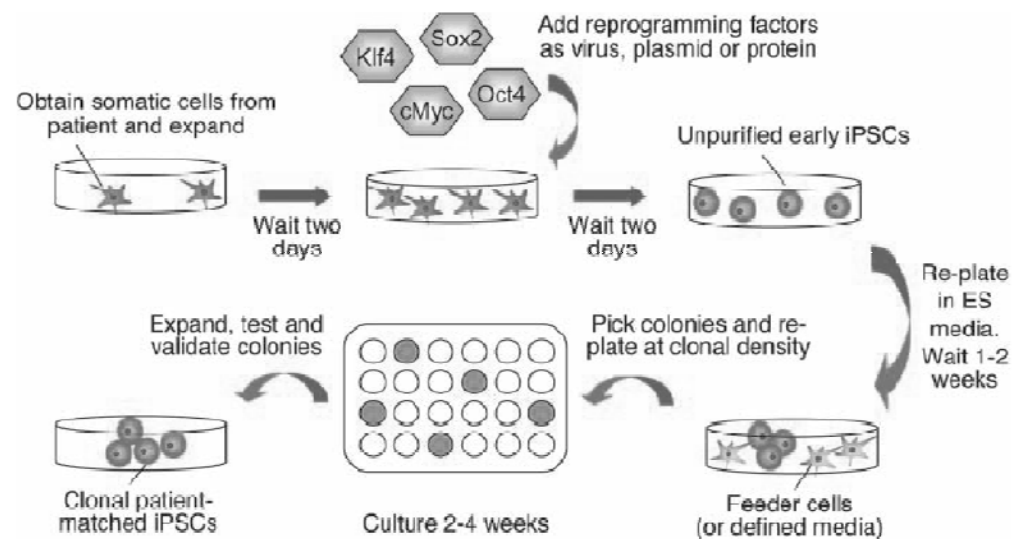 Obtain somatic cells from
patient and expand
Klf4
Sox2
cMyc
Oct4
Add reprogramming factors
as virus, plasmid or protein
Unpurified early iPSCs
Wait two
days
Wait two
days
Re-plate
in ES
media.
Wait 1-2
weeks
Expand, test and
validate colonies
Pick colonies and re-
plate at clonal density
Clonal patient-
matched iPSCs
Culture 2-4 weeks
Feeder cells
(or defined media)